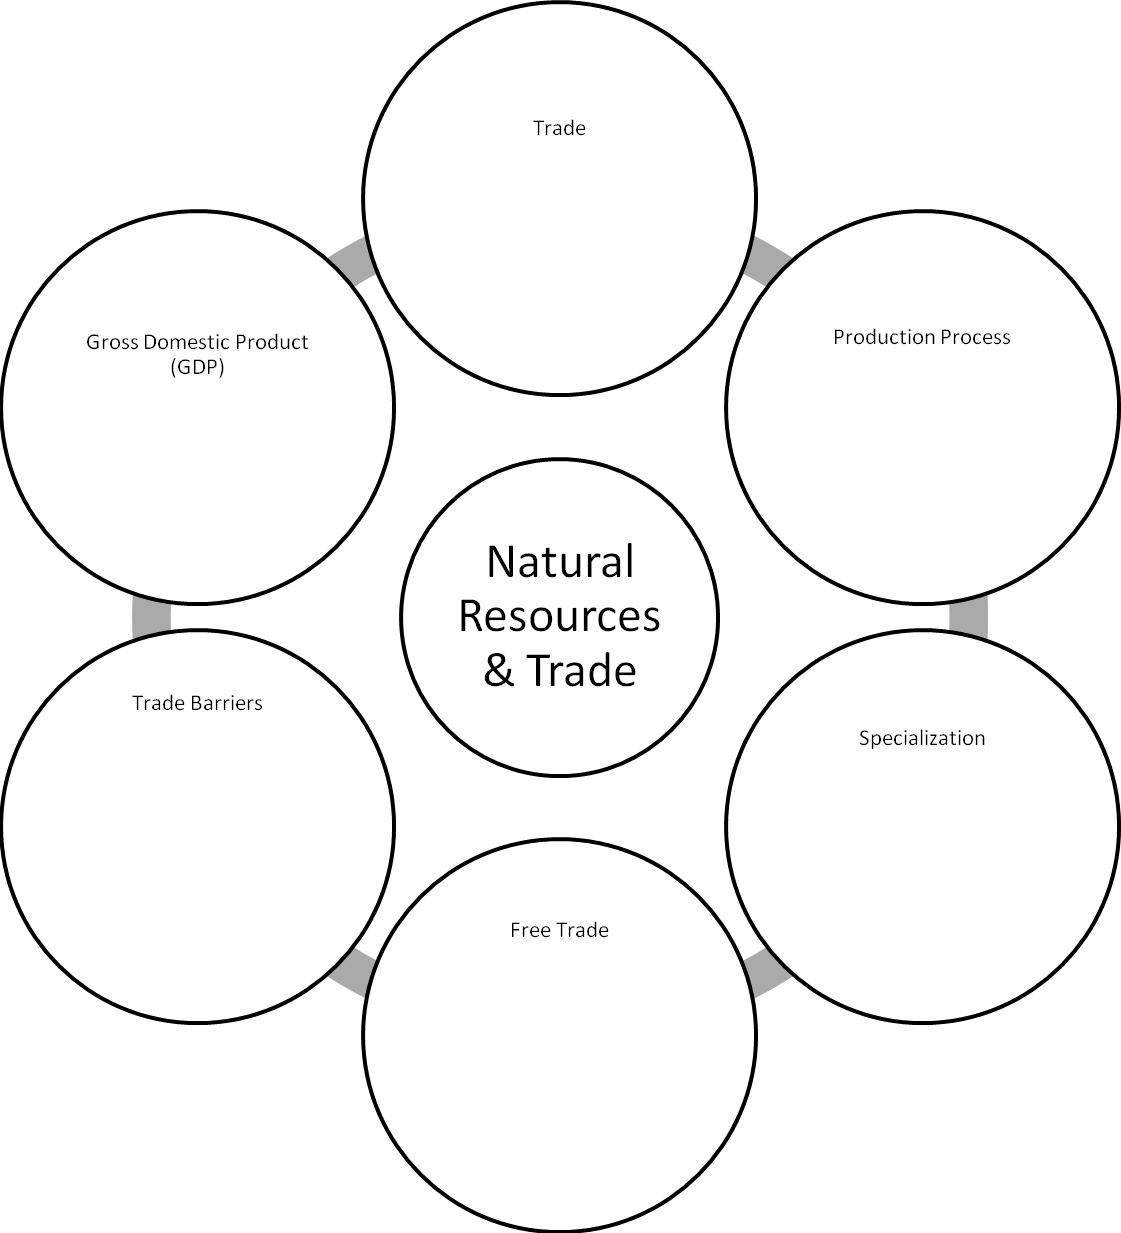 Trade
Gross Domestic Product
(GDP)
Production Process
Natural
Resources
& Trade
Trade Barriers
Specialization
Free Trade